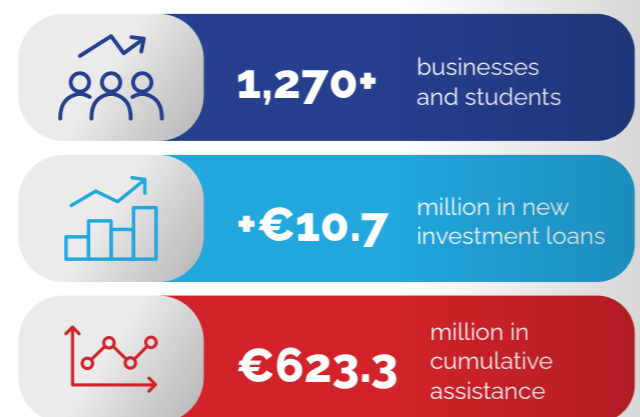 1,270+
businesses
and students
+€10.7
million in new
investment loans
€623.3
million in
cumulative
assistance